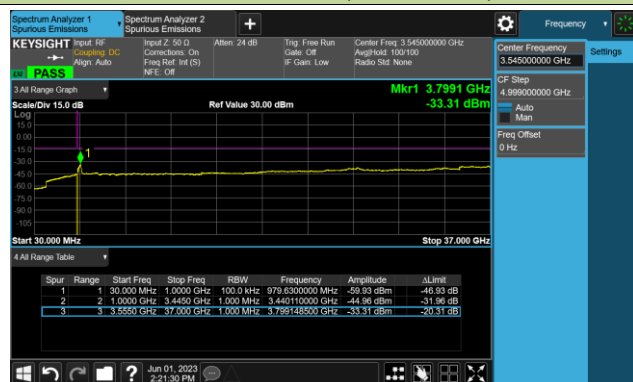 Spectrum Analyzer 1
Spurious Emissions
Spectrum Analyzer 2
Spurious Emissions
+
Frequency
KEYSIGHT
Input: RF
Coupling: DC
Align: Auto
Input Z: 50 Ω
Corrections: On
Freq Ref: Int (S)
NFE: Off
Atten: 24 dB
Trig: Free Run
Gate: Off
IF Gain: Low
Center Freq: 3.545000000 GHz
Avg|Hold: 100/100
Radio Std: None
LM PASS
Center Frequency
3.545000000 GHz
Settings
CF Step
4.999000000 GHz
Auto
Man
Freq Offset
0 Hz
3 All Range Graph
Mkr1 3.7991 GHz
Scale/Div 15.0 dB
Ref Value 30.00 dBm
-33.31 dBm
Log
15.0
0.00
-15.0
-30.0
-45.0
-60.0
-75.0
-90.0
-105
1
Start 30.000 MHz
Stop 37.000 GHz
4 All Range Table
Spur Range Start Freq Stop Freq RBW Frequency Amplitude ΔLimit
1 1 30.000 MHz 1.0000 GHz 100.0 kHz 979.6300000 MHz -59.93 dBm -46.93 dB
2 2 1.0000 GHz 3.4450 GHz 1.000 MHz 3.440110000 GHz -44.96 dBm -31.96 dB
3 3 3.5550 GHz 37.000 GHz 1.000 MHz 3.799148500 GHz -33.31 dBm -20.31 dB
?
Jun 01, 2023
2:21:30 PM